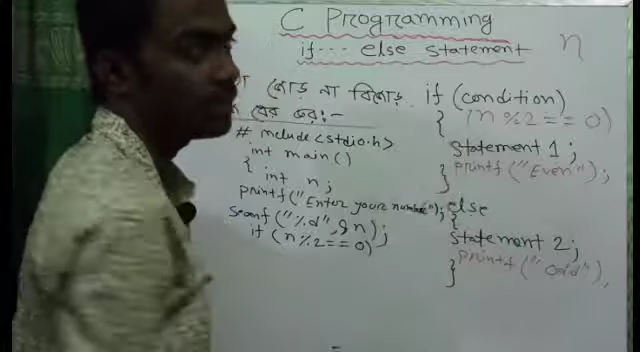 C Programming
if... else statement
n
জোড় না বিজোড়
বের কর:-
# include <stdio.h>
int main()
{
int n;
printf("Enter your number");
scanf("%d", &n);
if (n%2==0)
if (condition)
{ (n%2==0)
statement 1;
} printf("Even");
else
{
statement 2;
} printf("Odd"),